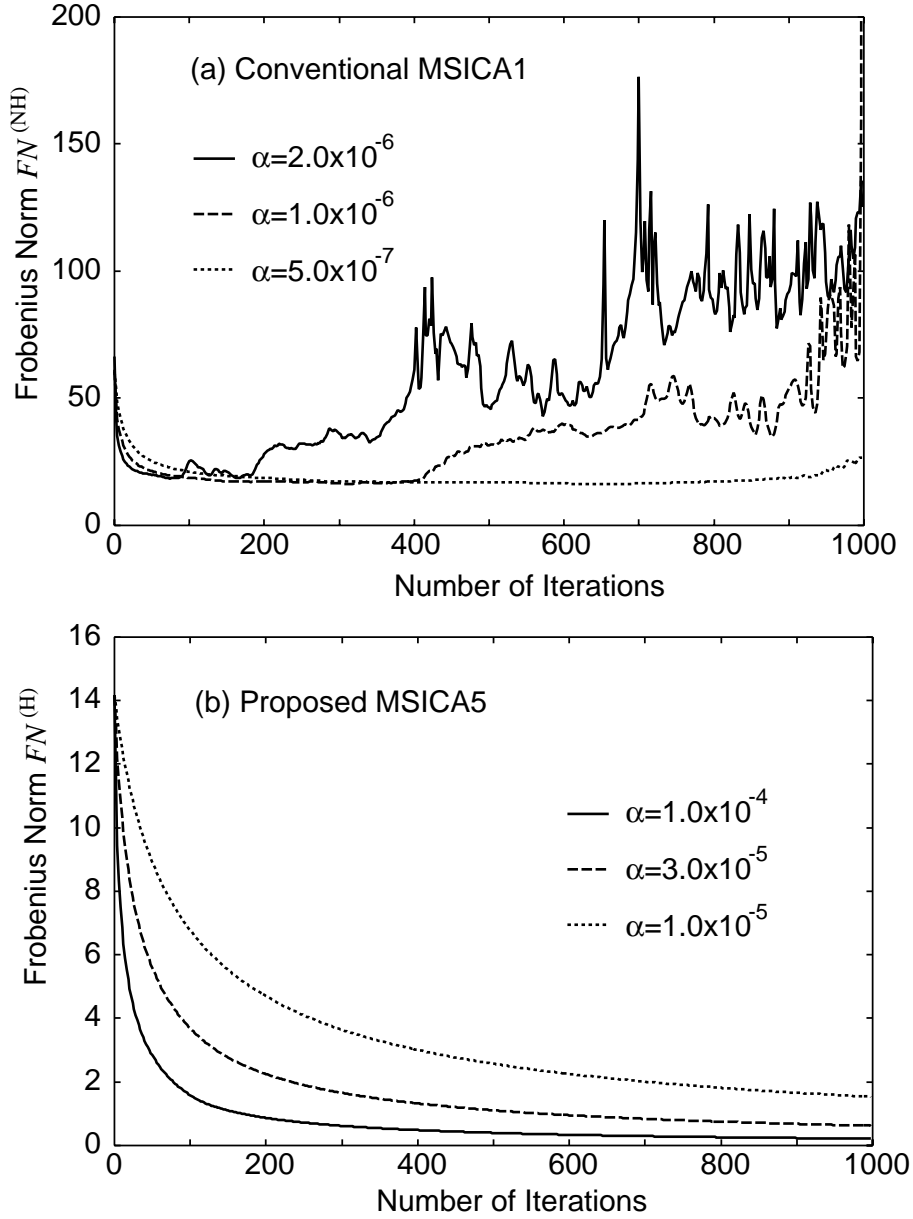 200
150
100
50
0
Frobenius Norm FN (NH)
(a) Conventional MSICA1
α=2.0x10-6
α=1.0x10-6
α=5.0x10-7
0 200 400 600 800 1000
Number of Iterations
16
14
12
10
8
6
4
2
0
Frobenius Norm FN (H)
(b) Proposed MSICA5
α=1.0x10-4
α=3.0x10-5
α=1.0x10-5
0 200 400 600 800 1000
Number of Iterations